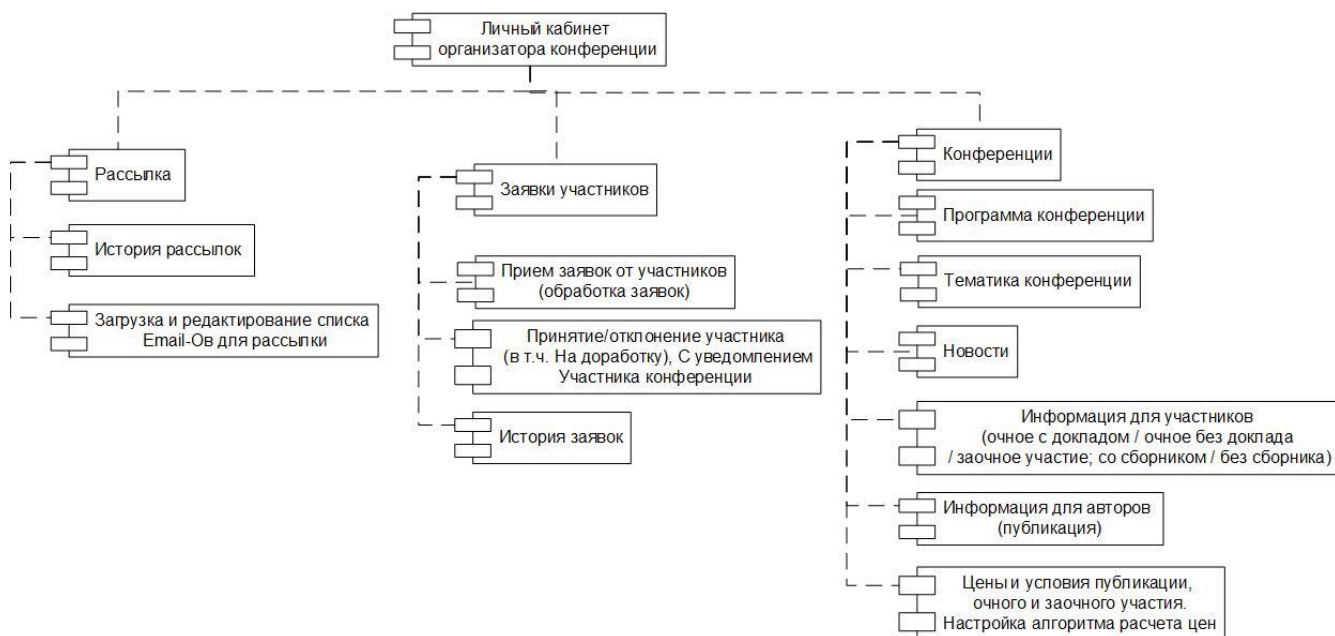 Личный кабинет
организатора конференции
Рассылка
История рассылок
Загрузка и редактирование списка
Email-Ов для рассылки
Заявки участников
Прием заявок от участников
(обработка заявок)
Принятие/отклонение участника
(в т.ч. На доработку), С уведомлением
Участника конференции
История заявок
Конференции
Программа конференции
Тематика конференции
Новости
Информация для участников
(очное с докладом / очное без доклада
/ заочное участие; со сборником / без сборника)
Информация для авторов
(публикация)
Цены и условия публикации,
очного и заочного участия.
Настройка алгоритма расчета цен